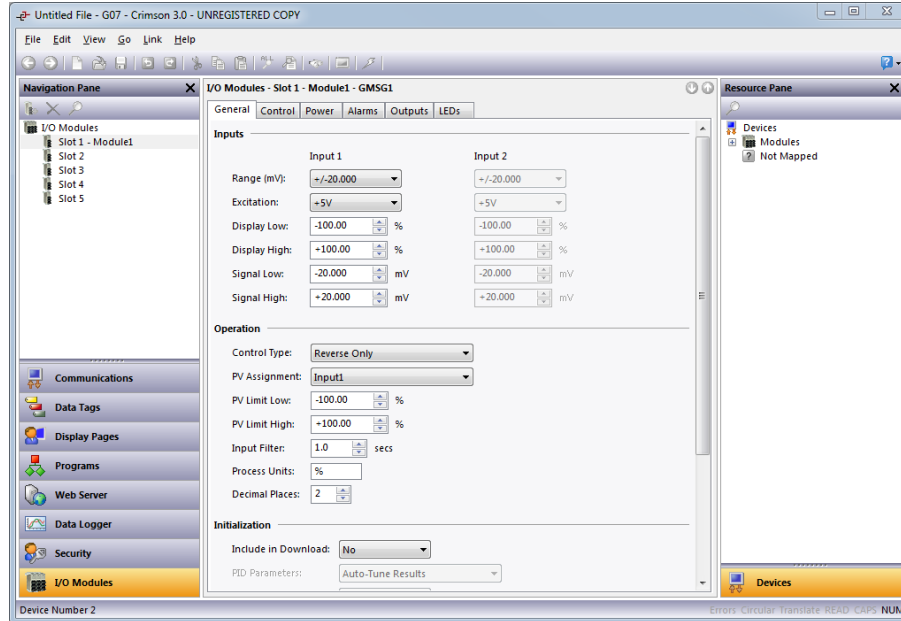 Untitled File - G07 - Crimson 3.0 - UNREGISTERED COPY
File Edit View Go Link Help
Navigation Pane
I/O Modules
Slot 1 - Module1
Slot 2
Slot 3
Slot 4
Slot 5
Communications
Data Tags
Display Pages
Programs
Web Server
Data Logger
Security
I/O Modules
I/O Modules - Slot 1 - Module1 - GMSG1
General Control Power Alarms Outputs LEDs
Inputs
Input 1 Input 2
Range (mV): +/-20.000 +/-20.000
Excitation: +5V +5V
Display Low: -100.00 % -100.00 %
Display High: +100.00 % +100.00 %
Signal Low: -20.000 mV -20.000 mV
Signal High: +20.000 mV +20.000 mV
Operation
Control Type: Reverse Only
PV Assignment: Input1
PV Limit Low: -100.00 %
PV Limit High: +100.00 %
Input Filter: 1.0 secs
Process Units: %
Decimal Places: 2
Initialization
Include in Download: No
PID Parameters: Auto-Tune Results
Resource Pane
Devices
Modules
Not Mapped
Devices
Device Number 2
Errors Circular Translate READ CAPS NUM